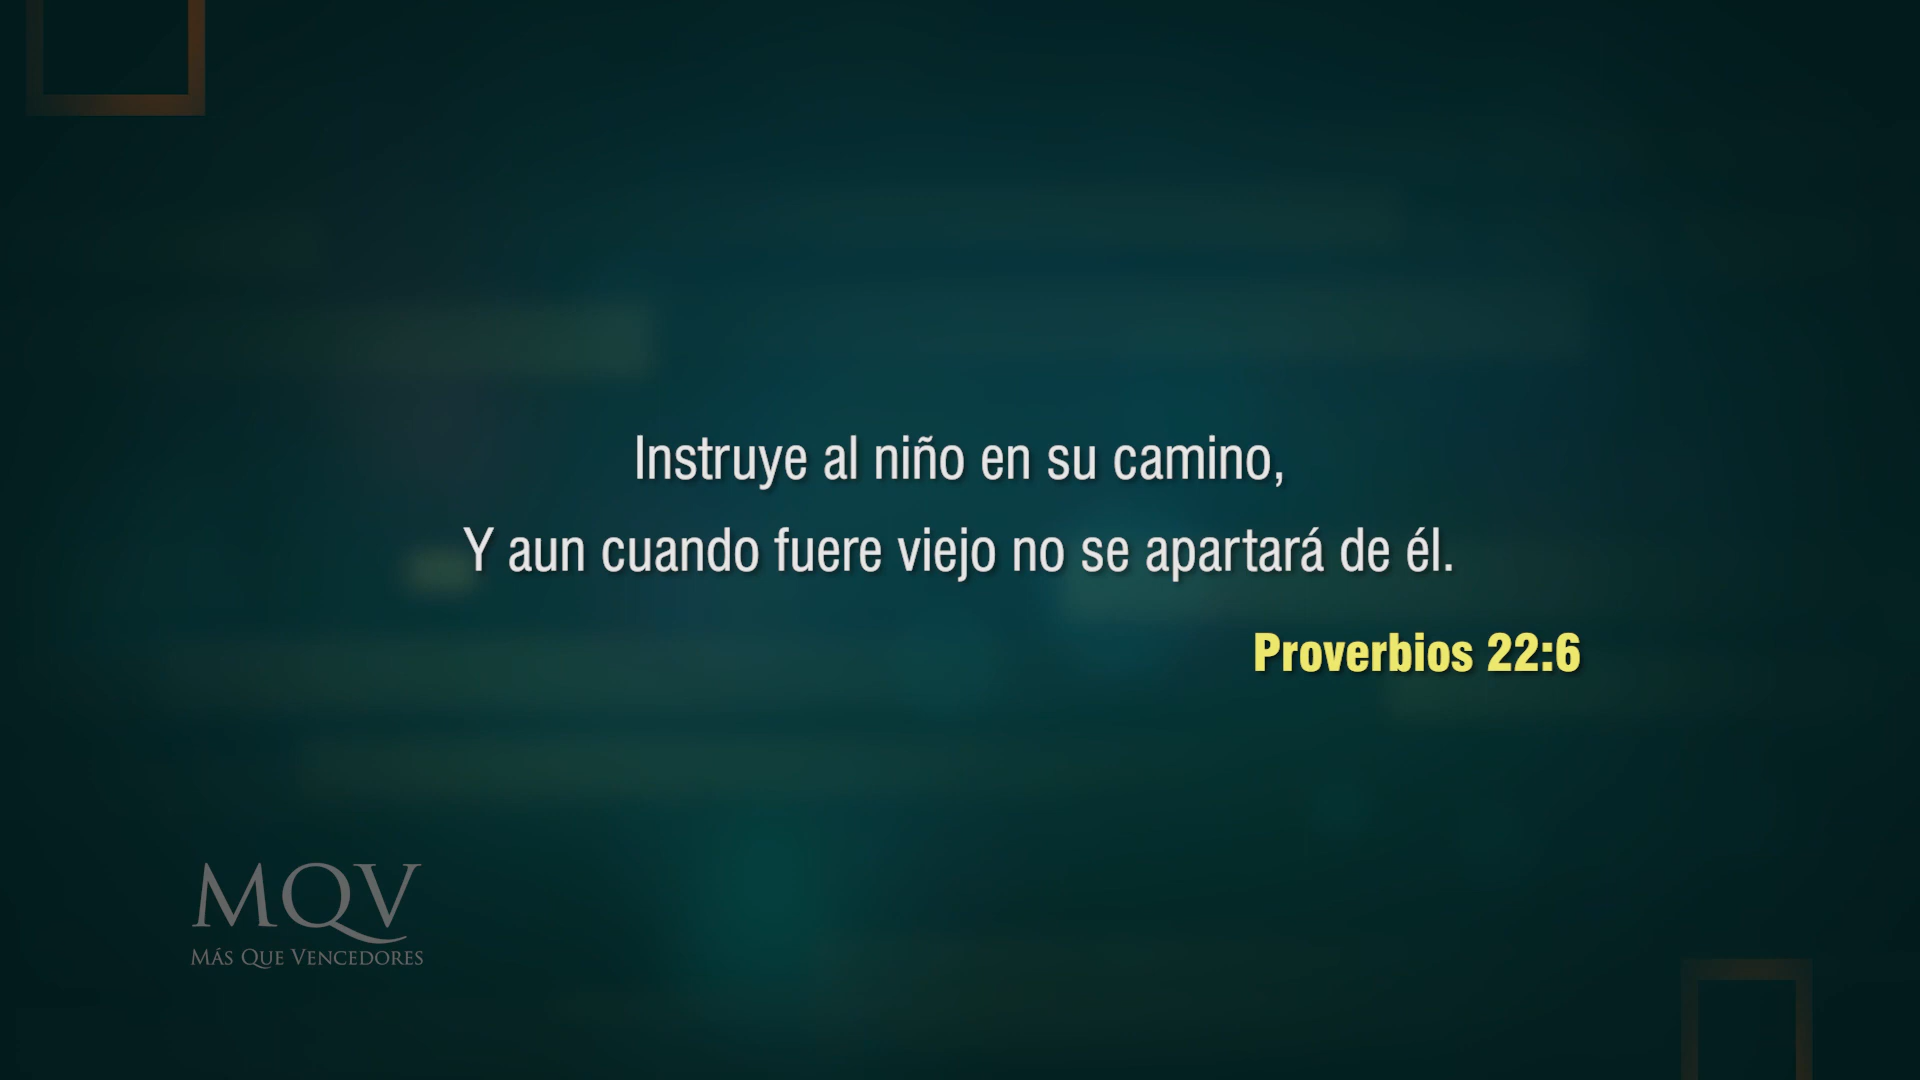 Instruye al niño en su camino,
Y aun cuando fuere viejo no se apartará de él.
Proverbios 22:6
MQV
Más Que Vencedores